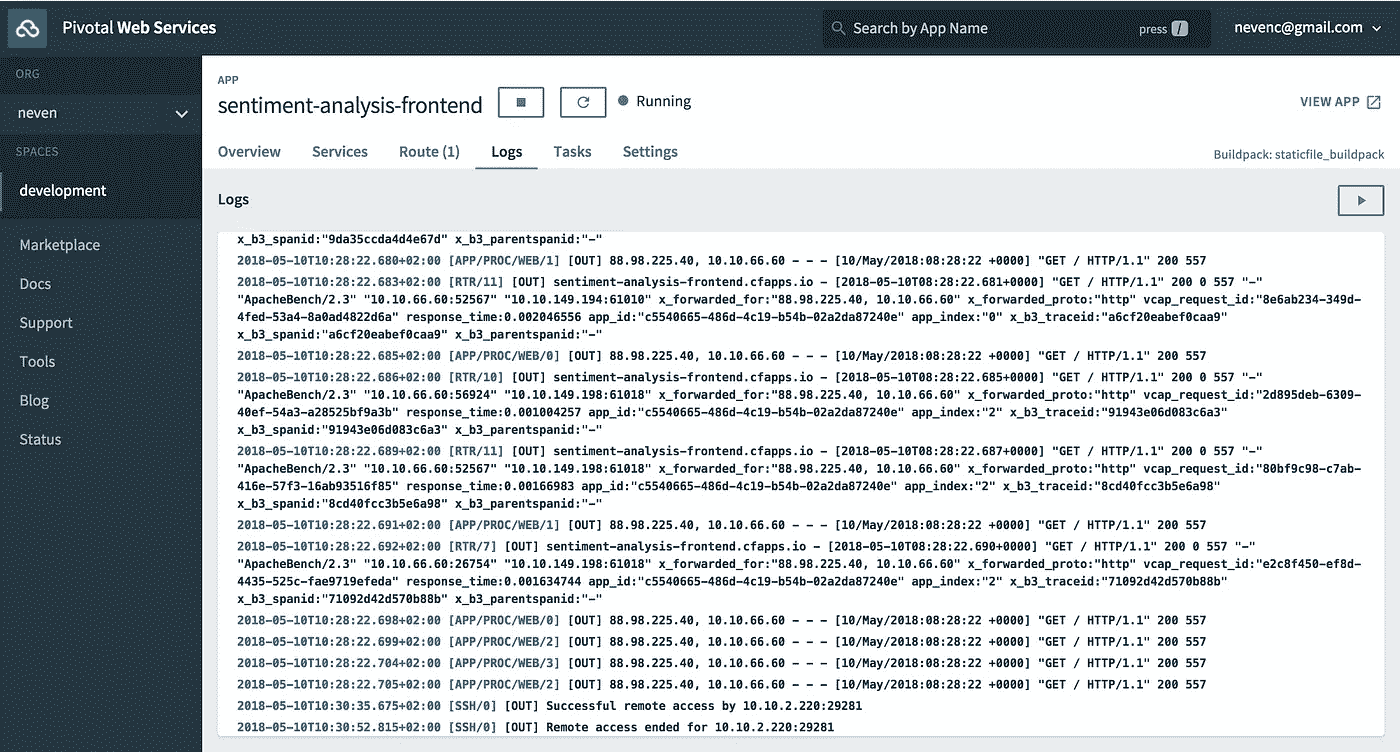 Pivotal Web Services
Search by App Name
press /
nevenc@gmail.com
ORG
neven
SPACES
development
Marketplace
Docs
Support
Tools
Blog
Status
APP
sentiment-analysis-frontend
Running
VIEW APP
Overview Services Route (1) Logs Tasks Settings
Buildpack: staticfile_buildpack
Logs
x_b3_spanid:"9da35ccda4d4e67d" x_b3_parentspanid:"-"
2018-05-10T10:28:22.680+02:00 [APP/PROC/WEB/1] [OUT] 88.98.225.40, 10.10.66.60 - - - [10/May/2018:08:28:22 +0000] "GET / HTTP/1.1" 200 557
2018-05-10T10:28:22.683+02:00 [RTR/11] [OUT] sentiment-analysis-frontend.cfapps.io - [2018-05-10T08:28:22.681+0000] "GET / HTTP/1.1" 200 0 557 "-"
"ApacheBench/2.3" "10.10.66.60:52567" "10.10.149.194:61010" x_forwarded_for:"88.98.225.40, 10.10.66.60" x_forwarded_proto:"http" vcap_request_id:"8e6ab234-349d-
4fed-53a4-8a0ad4822d6a" response_time:0.002046556 app_id:"c5540665-486d-4c19-b54b-02a2da87240e" app_index:"0" x_b3_traceid:"a6cf20eabef0caa9"
x_b3_spanid:"a6cf20eabef0caa9" x_b3_parentspanid:"-"
2018-05-10T10:28:22.685+02:00 [APP/PROC/WEB/0] [OUT] 88.98.225.40, 10.10.66.60 - - - [10/May/2018:08:28:22 +0000] "GET / HTTP/1.1" 200 557
2018-05-10T10:28:22.686+02:00 [RTR/10] [OUT] sentiment-analysis-frontend.cfapps.io - [2018-05-10T08:28:22.685+0000] "GET / HTTP/1.1" 200 0 557 "-"
"ApacheBench/2.3" "10.10.66.60:56924" "10.10.149.198:61018" x_forwarded_for:"88.98.225.40, 10.10.66.60" x_forwarded_proto:"http" vcap_request_id:"2d895deb-6309-
40ef-54a3-a28525bf9a3b" response_time:0.001004257 app_id:"c5540665-486d-4c19-b54b-02a2da87240e" app_index:"2" x_b3_traceid:"91943e06d083c6a3"
x_b3_spanid:"91943e06d083c6a3" x_b3_parentspanid:"-"
2018-05-10T10:28:22.689+02:00 [RTR/11] [OUT] sentiment-analysis-frontend.cfapps.io - [2018-05-10T08:28:22.687+0000] "GET / HTTP/1.1" 200 0 557 "-"
"ApacheBench/2.3" "10.10.66.60:52567" "10.10.149.198:61018" x_forwarded_for:"88.98.225.40, 10.10.66.60" x_forwarded_proto:"http" vcap_request_id:"80bf9c98-c7ab-
416e-57f3-16ab93516f85" response_time:0.00166983 app_id:"c5540665-486d-4c19-b54b-02a2da87240e" app_index:"2" x_b3_traceid:"8cd40fcc3b5e6a98"
x_b3_spanid:"8cd40fcc3b5e6a98" x_b3_parentspanid:"-"
2018-05-10T10:28:22.691+02:00 [APP/PROC/WEB/1] [OUT] 88.98.225.40, 10.10.66.60 - - - [10/May/2018:08:28:22 +0000] "GET / HTTP/1.1" 200 557
2018-05-10T10:28:22.692+02:00 [RTR/7] [OUT] sentiment-analysis-frontend.cfapps.io - [2018-05-10T08:28:22.690+0000] "GET / HTTP/1.1" 200 0 557 "-"
"ApacheBench/2.3" "10.10.66.60:26754" "10.10.149.198:61018" x_forwarded_for:"88.98.225.40, 10.10.66.60" x_forwarded_proto:"http" vcap_request_id:"e2c8f450-ef8d-
4435-525c-fae9719efeda" response_time:0.001634744 app_id:"c5540665-486d-4c19-b54b-02a2da87240e" app_index:"2" x_b3_traceid:"71092d42d570b88b"
x_b3_spanid:"71092d42d570b88b" x_b3_parentspanid:"-"
2018-05-10T10:28:22.698+02:00 [APP/PROC/WEB/0] [OUT] 88.98.225.40, 10.10.66.60 - - - [10/May/2018:08:28:22 +0000] "GET / HTTP/1.1" 200 557
2018-05-10T10:28:22.699+02:00 [APP/PROC/WEB/2] [OUT] 88.98.225.40, 10.10.66.60 - - - [10/May/2018:08:28:22 +0000] "GET / HTTP/1.1" 200 557
2018-05-10T10:28:22.704+02:00 [APP/PROC/WEB/3] [OUT] 88.98.225.40, 10.10.66.60 - - - [10/May/2018:08:28:22 +0000] "GET / HTTP/1.1" 200 557
2018-05-10T10:28:22.705+02:00 [APP/PROC/WEB/2] [OUT] 88.98.225.40, 10.10.66.60 - - - [10/May/2018:08:28:22 +0000] "GET / HTTP/1.1" 200 557
2018-05-10T10:30:35.675+02:00 [SSH/0] [OUT] Successful remote access by 10.10.2.220:29281
2018-05-10T10:30:52.815+02:00 [SSH/0] [OUT] Remote access ended for 10.10.2.220:29281